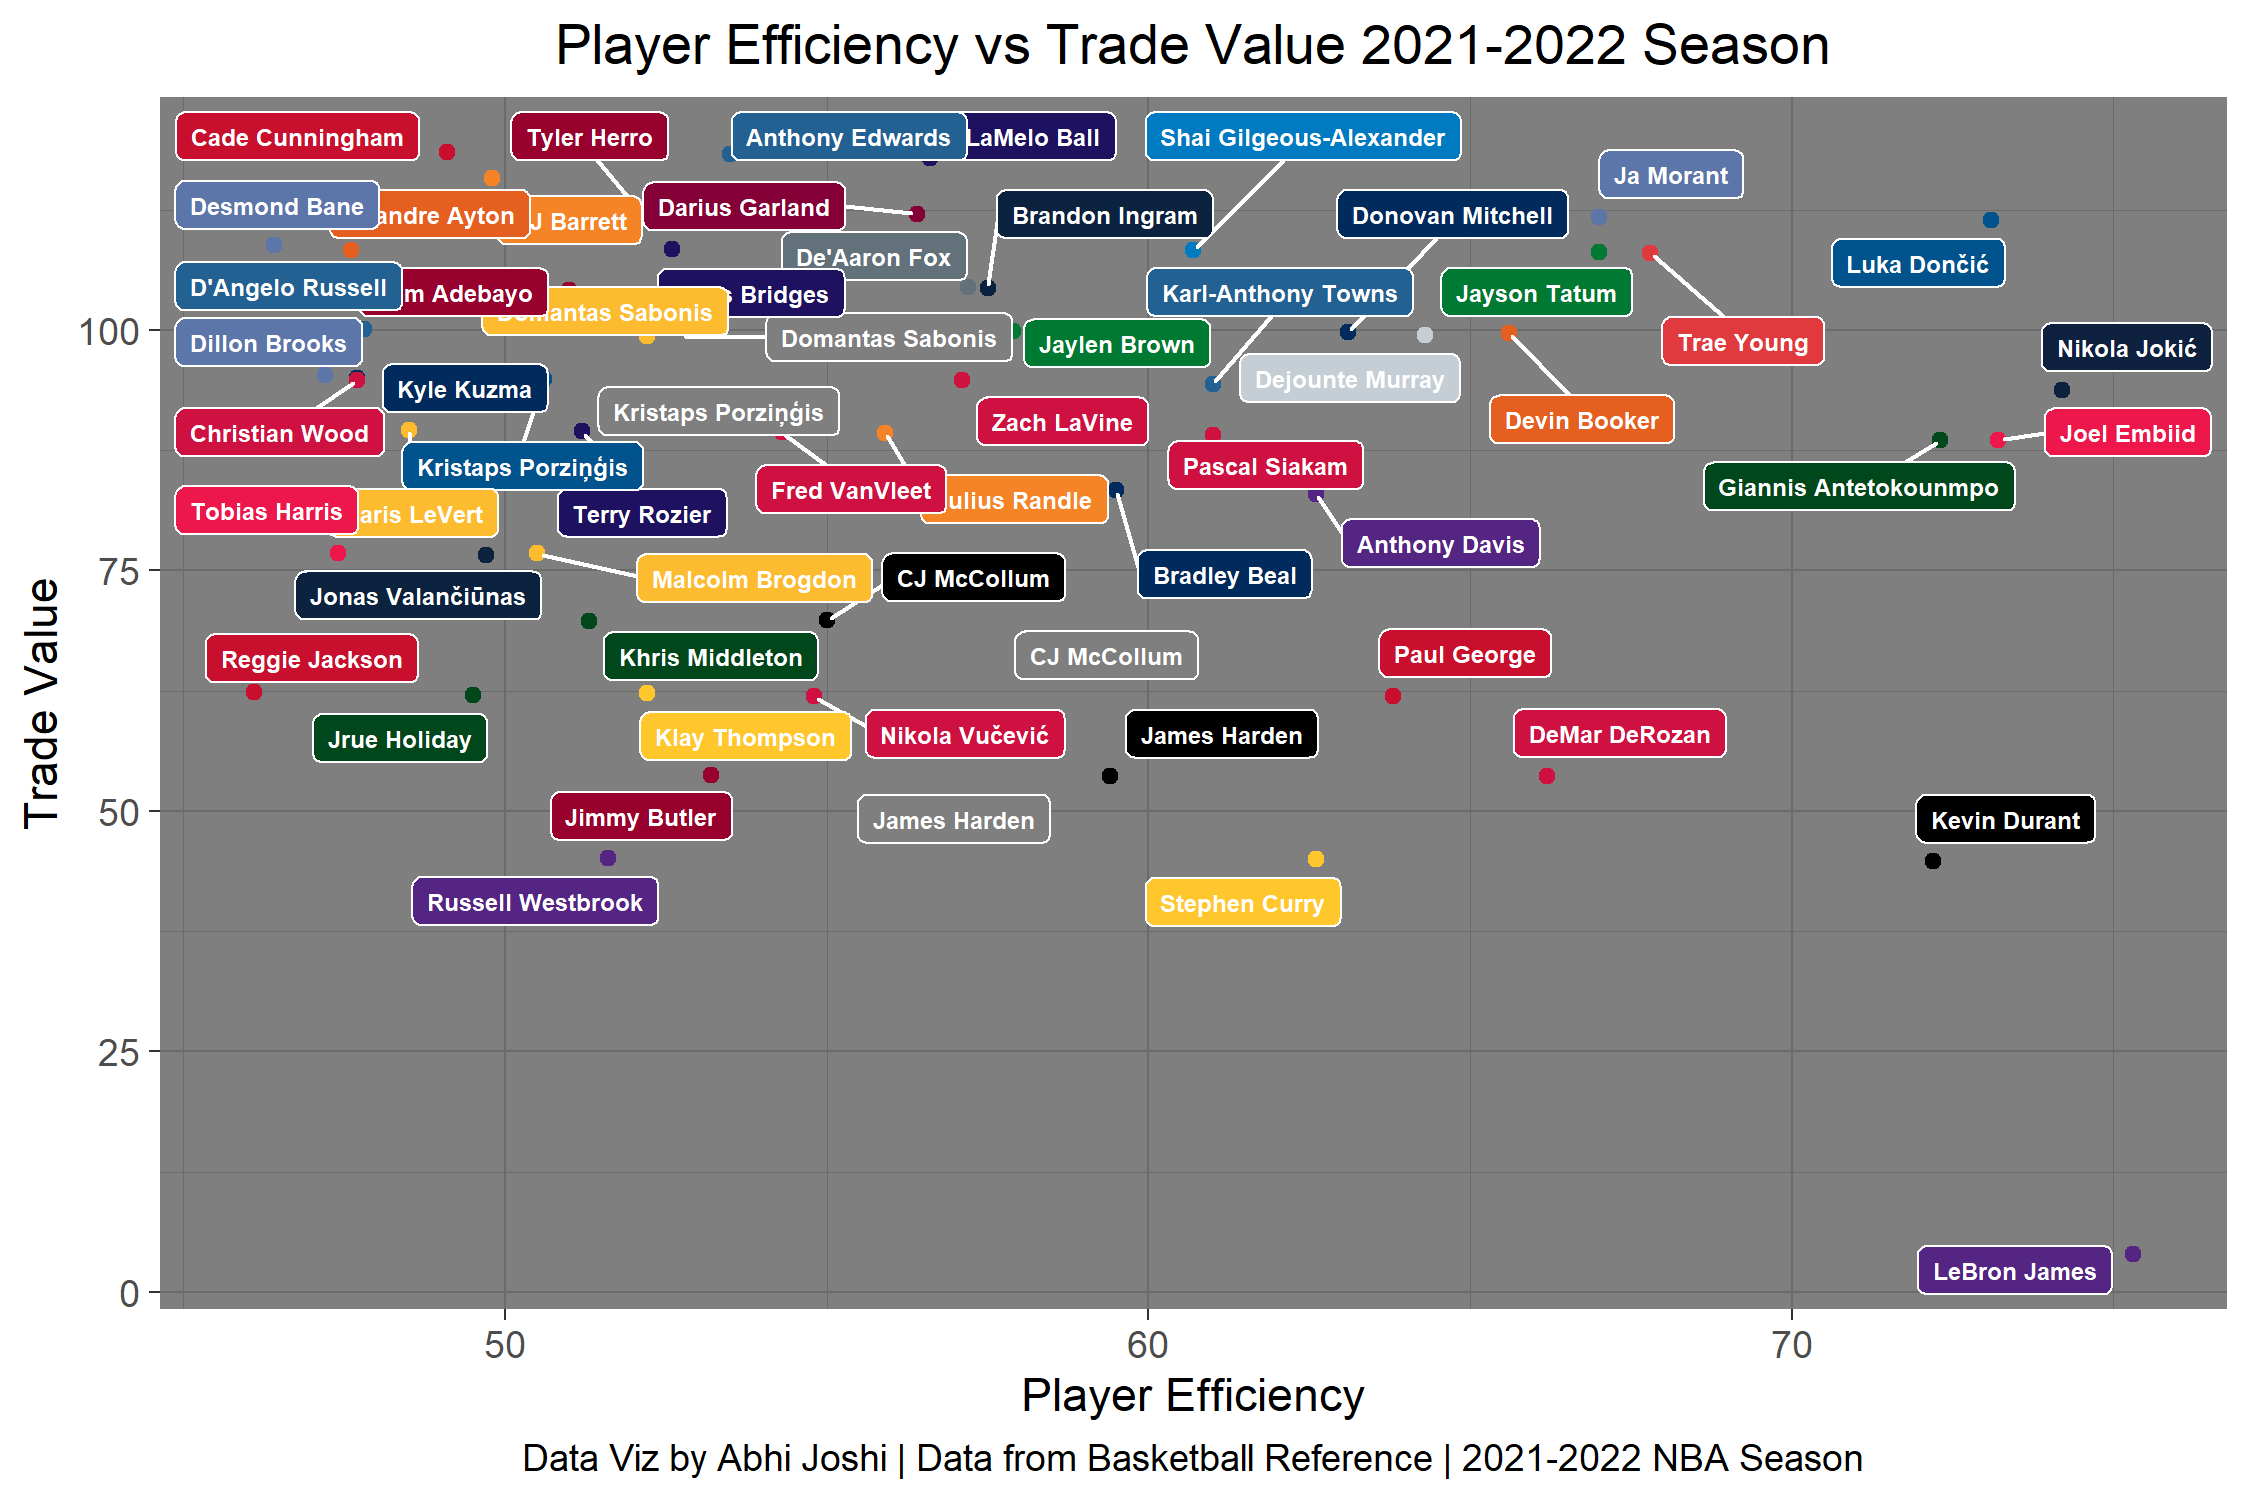 Player Efficiency vs Trade Value 2021-2022 Season
Cade Cunningham
Tyler Herro
Anthony Edwards
LaMelo Ball
Shai Gilgeous-Alexander
Ja Morant
Desmond Bane
andre Ayton
J Barrett
Darius Garland
Brandon Ingram
Donovan Mitchell
De'Aaron Fox
Luka Dončić
D'Angelo Russell
m Adebayo
s Bridges
Karl-Anthony Towns
Jayson Tatum
Domantas Sabonis
100
Dillon Brooks
Domantas Sabonis
Jaylen Brown
Trae Young
Nikola Jokić
Kyle Kuzma
Dejounte Murray
Kristaps Porziņģis
Zach LaVine
Devin Booker
Christian Wood
Joel Embiid
Kristaps Porziņģis
Pascal Siakam
Giannis Antetokounmpo
Fred VanVleet
ulius Randle
Tobias Harris
aris LeVert
Terry Rozier
Anthony Davis
75
Malcolm Brogdon
CJ McCollum
Bradley Beal
Jonas Valančiūnas
Reggie Jackson
Khris Middleton
CJ McCollum
Paul George
Trade Value
Jrue Holiday
Klay Thompson
Nikola Vučević
James Harden
DeMar DeRozan
50
Jimmy Butler
James Harden
Kevin Durant
Russell Westbrook
Stephen Curry
25
LeBron James
0
50
60
70
Player Efficiency
Data Viz by Abhi Joshi | Data from Basketball Reference | 2021-2022 NBA Season